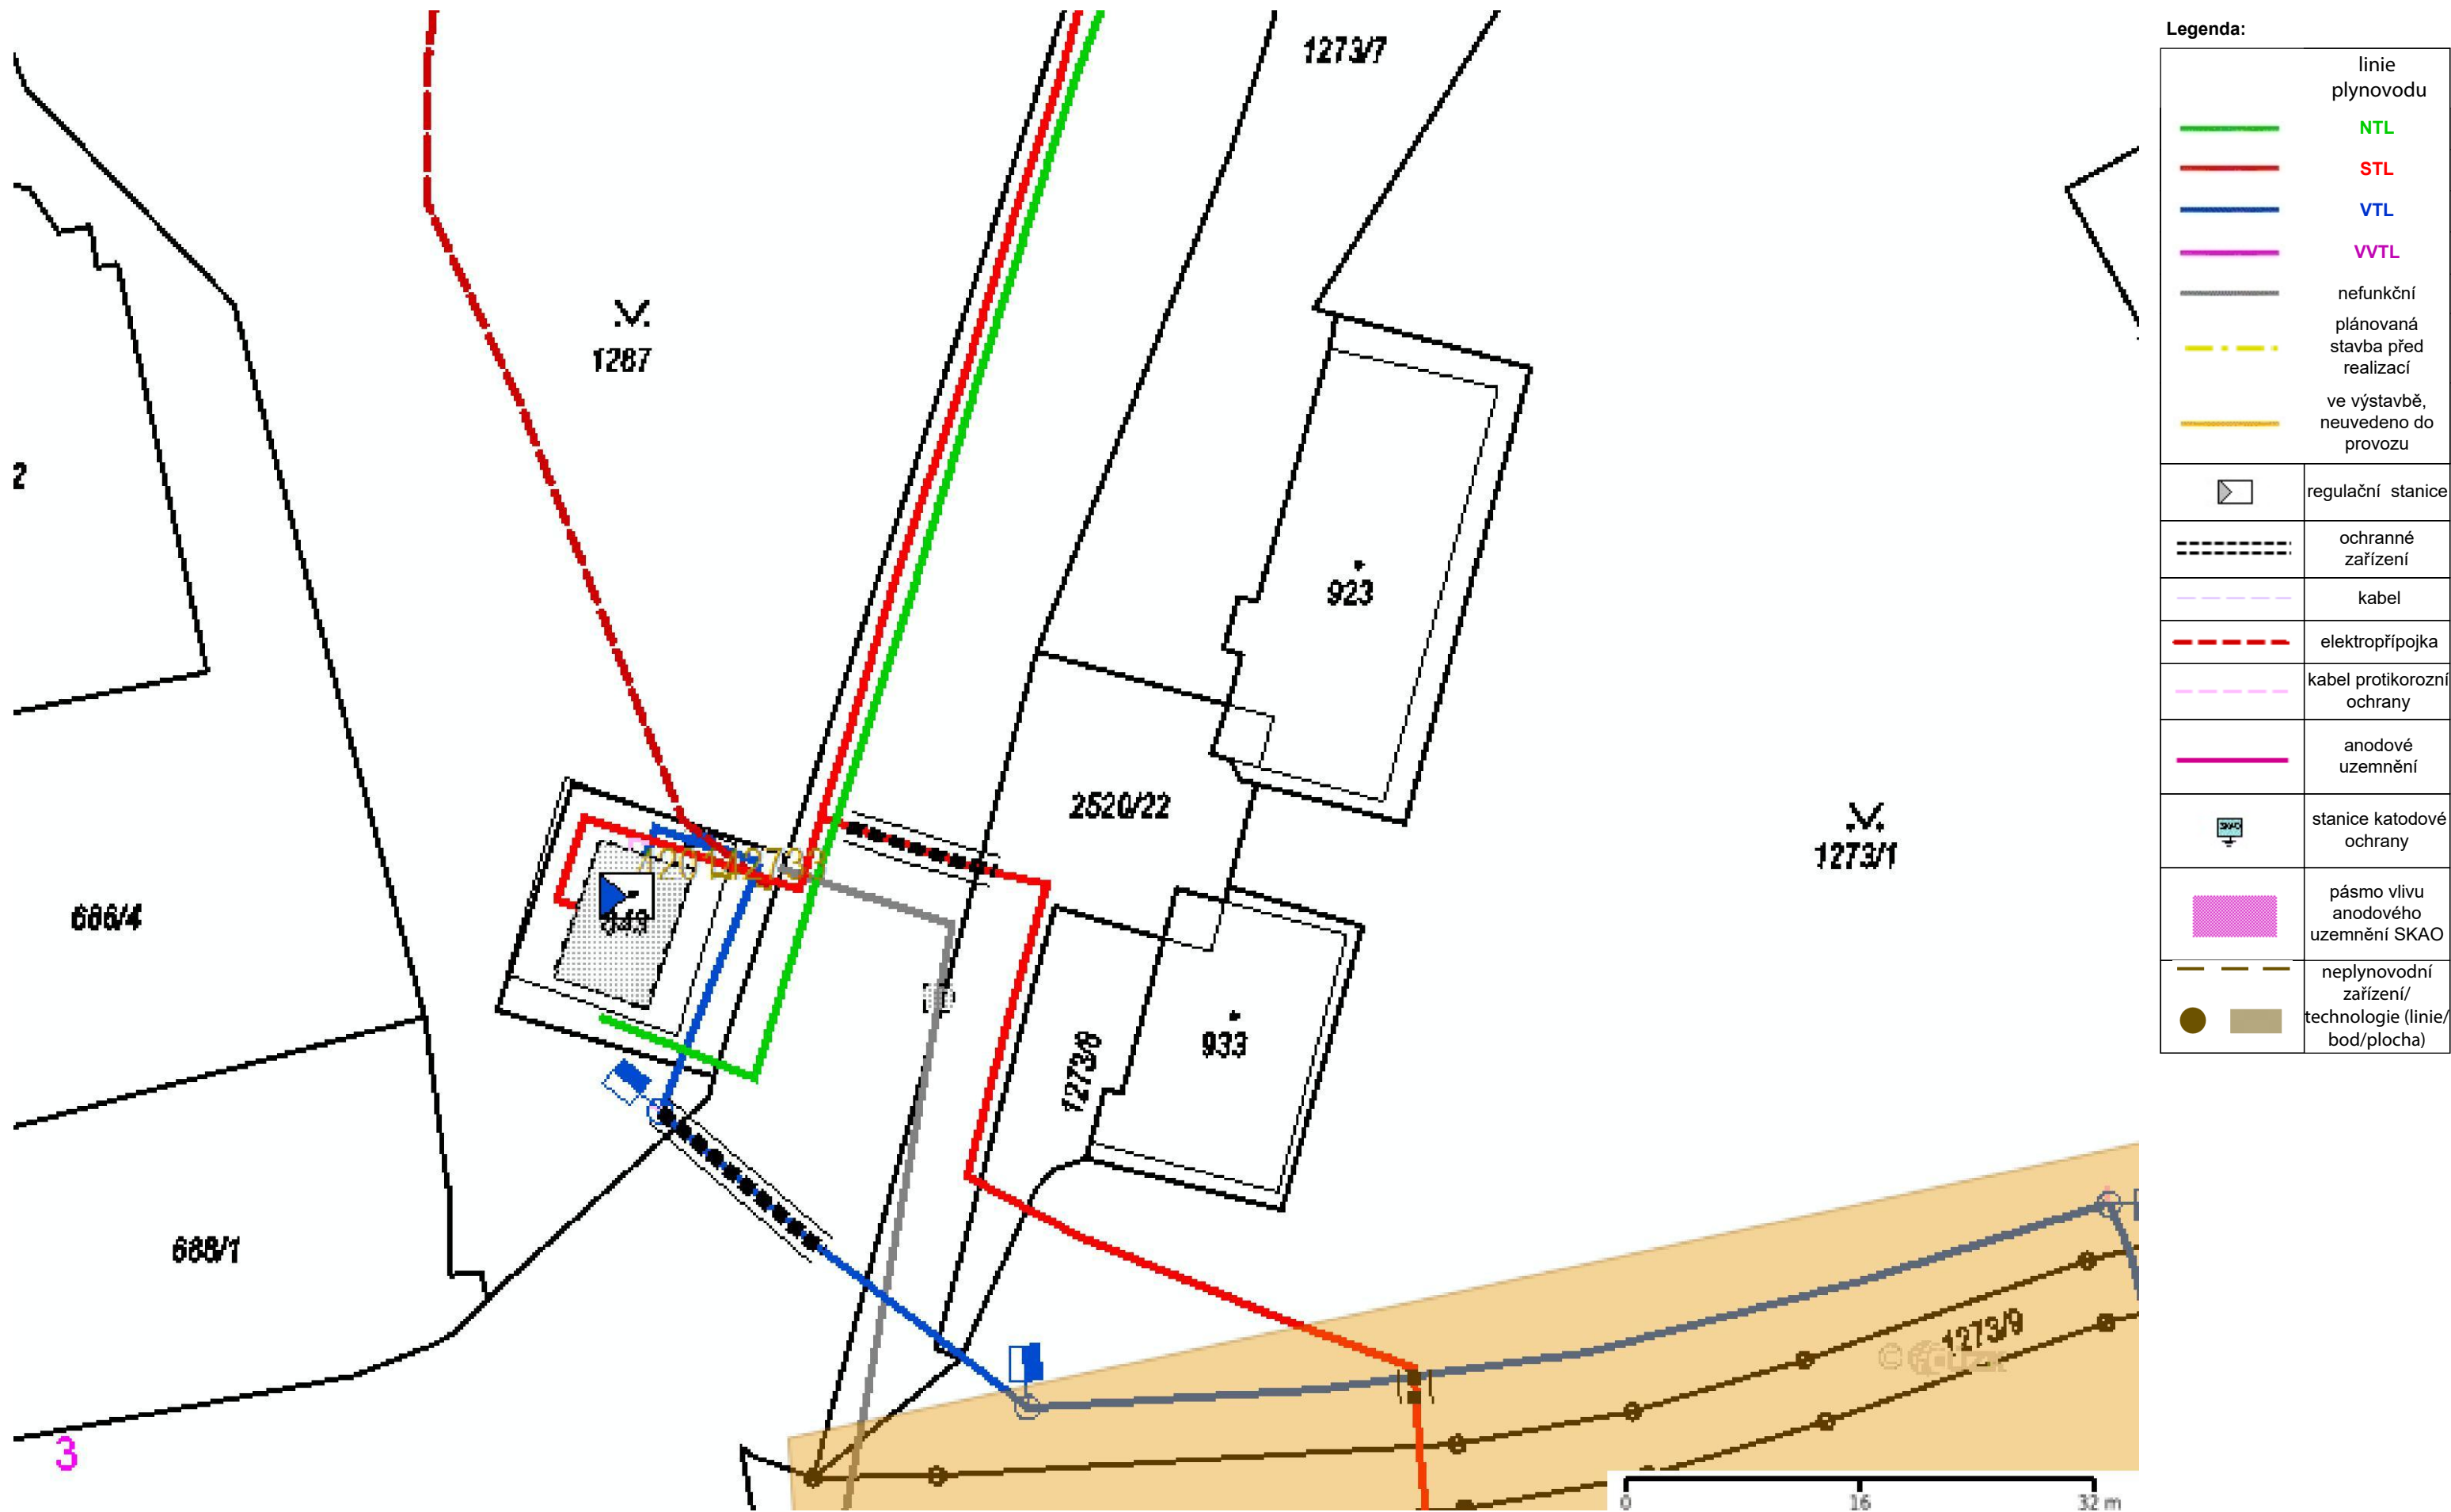 1273/7
1287
2
923
2520/22
1273/1
686/4
943
933
1273/8
668/1
1273/9
3
0 16 32 m
Legenda:
linie
plynovodu
NTL
STL
VTL
VVTL
nefunkční
plánovaná
stavba před
realizací
ve výstavbě,
neuvedeno do
provozu
regulační stanice
ochranné
zařízení
kabel
elektropřípojka
kabel protikorozní
ochrany
anodové
uzemnění
SKAO
stanice katodové
ochrany
pásmo vlivu
anodového
uzemnění SKAO
neplynovodní
zařízení/
technologie (linie/
bod/plocha)